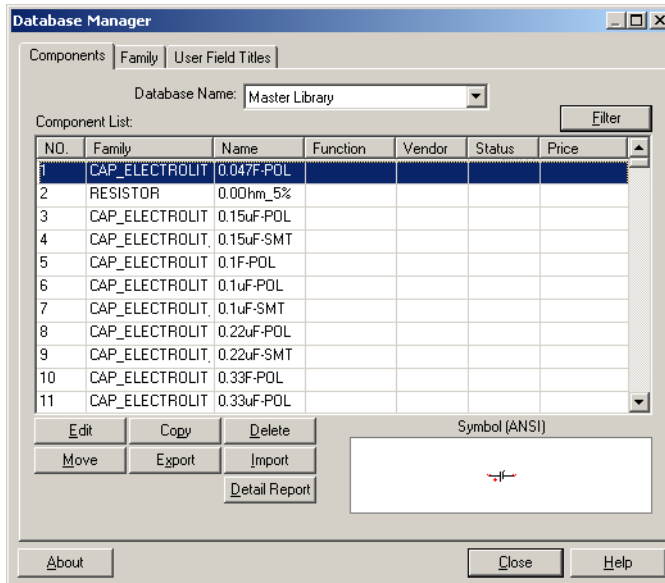 Database Manager
Components Family User Field Titles
Database Name: Master Library
Component List: Filter
NO. Family Name Function Vendor Status Price
1 CAP_ELECTROLIT 0.047F-POL
2 RESISTOR 0.0Ohm_5%
3 CAP_ELECTROLIT 0.15uF-POL
4 CAP_ELECTROLIT 0.15uF-SMT
5 CAP_ELECTROLIT 0.1F-POL
6 CAP_ELECTROLIT 0.1uF-POL
7 CAP_ELECTROLIT 0.1uF-SMT
8 CAP_ELECTROLIT 0.22uF-POL
9 CAP_ELECTROLIT 0.22uF-SMT
10 CAP_ELECTROLIT 0.33F-POL
11 CAP_ELECTROLIT 0.33uF-POL
Edit Copy Delete Symbol (ANSI)
Move Export Import
Detail Report
About Close Help